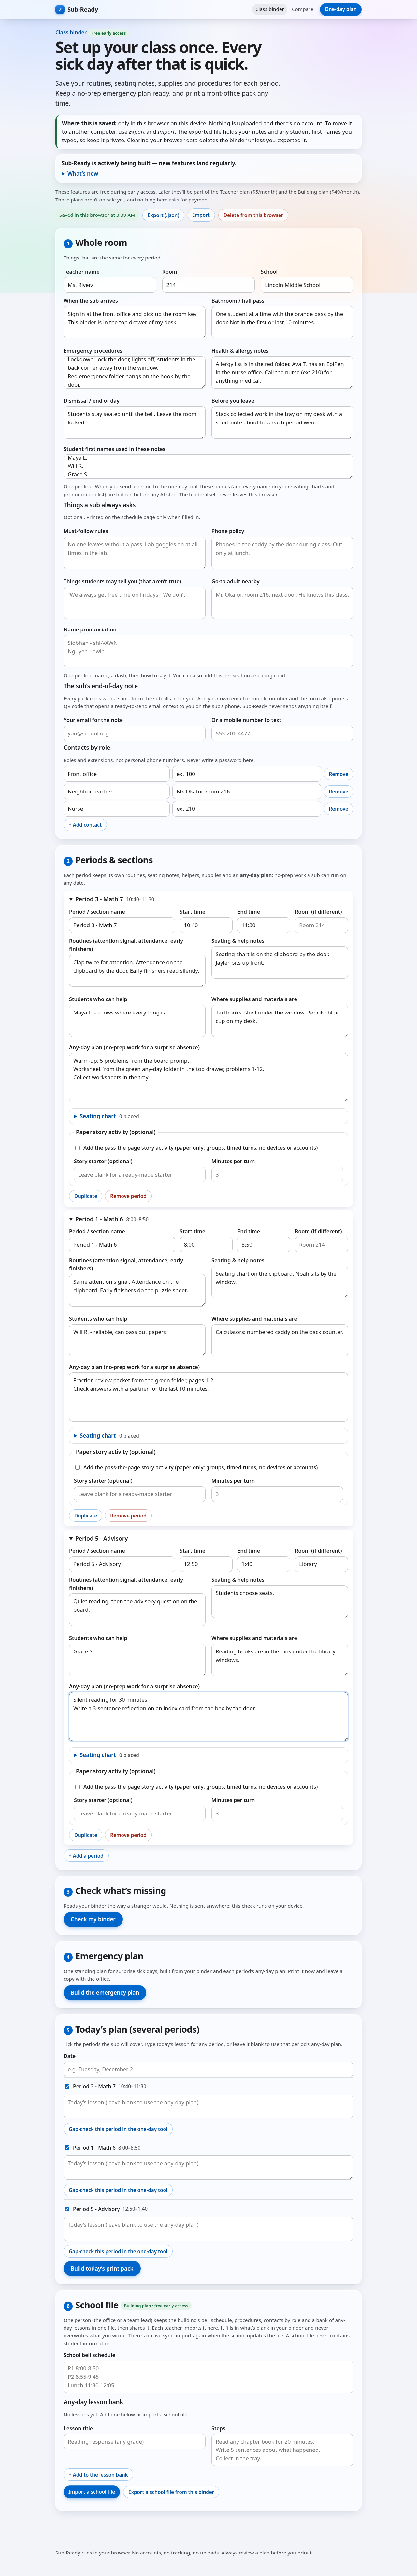 ✓ Sub-Ready
Class binder
Compare
One-day plan
Class binder
Free early access
Set up your class once. Every
sick day after that is quick.
Save your routines, seating notes, supplies and procedures for each period.
Keep a no-prep emergency plan ready, and print a front-office pack any
time.
Where this is saved: only in this browser on this device. Nothing is uploaded and there's no account. To move it
to another computer, use Export and Import. The exported file holds your notes and any student first names you
typed, so keep it private. Clearing your browser data deletes the binder unless you exported it.
Sub-Ready is actively being built — new features land regularly.
▸ What's new
These features are free during early access. Later they'll be part of the Teacher plan ($5/month) and the Building plan ($49/month).
Those plans aren't on sale yet, and nothing here asks for payment.
Saved in this browser at 3:39 AM
Export (.json)
Import
Delete from this browser
1 Whole room
Things that are the same for every period.
Teacher name
Room
School
Ms. Rivera
214
Lincoln Middle School
When the sub arrives
Bathroom / hall pass
Sign in at the front office and pick up the room key.
This binder is in the top drawer of my desk.
One student at a time with the orange pass by the
door. Not in the first or last 10 minutes.
Emergency procedures
Health & allergy notes
Lockdown: lock the door, lights off, students in the
back corner away from the window.
Red emergency folder hangs on the hook by the
door.
Allergy list is in the red folder. Ava T. has an EpiPen
in the nurse office. Call the nurse (ext 210) for
anything medical.
Dismissal / end of day
Before you leave
Students stay seated until the bell. Leave the room
locked.
Stack collected work in the tray on my desk with a
short note about how each period went.
Student first names used in these notes
Maya L.
Will R.
Grace S.
One per line. When you send a period to the one-day tool, these names (and every name on your seating charts and
pronunciation list) are hidden before any AI step. The binder itself never leaves this browser
Things a sub always asks
Optional. Printed on the schedule page only when filled in.
Must-follow rules
Phone policy
No one leaves without a pass. Lab goggles on at all
times in the lab.
Phones in the caddy by the door during class. Out
only at lunch.
Things students may tell you (that aren't true)
Go-to adult nearby
"We always get free time on Fridays." We don't.
Mr. Okafor, room 216, next door. He knows this class.
Name pronunciation
Siobhan - shi-VAWN
Nguyen - nwin
One per line: name, a dash, then how to say it. You can also add this per seat on a seating chart.
The sub's end-of-day note
Every pack ends with a short form the sub fills in for you. Add your own email or mobile number and the form also prints a
QR code that opens a ready-to-send email or text to you on the sub's phone. Sub-Ready never sends anything itself.
Your email for the note
Or a mobile number to text
you@school.org
555-201-4477
Contacts by role
Roles and extensions, not personal phone numbers. Never write a password here.
Front office
ext 100
Remove
Neighbor teacher
Mr. Okafor, room 216
Remove
Nurse
ext 210
Remove
+ Add contact
2 Periods & sections
Each period keeps its own routines, seating notes, helpers, supplies and an any-day plan: no-prep work a sub can run on
any date.
▾ Period 3 - Math 7 10:40–11:30
Period / section name
Start time
End time
Room (if different)
Period 3 - Math 7
10:40
11:30
Room 214
Routines (attention signal, attendance, early
finishers)
Seating & help notes
Clap twice for attention. Attendance on the
clipboard by the door. Early finishers read silently.
Seating chart is on the clipboard by the door.
Jaylen sits up front.
Students who can help
Where supplies and materials are
Maya L. - knows where everything is
Textbooks: shelf under the window. Pencils: blue
cup on my desk.
Any-day plan (no-prep work for a surprise absence)
Warm-up: 5 problems from the board prompt.
Worksheet from the green any-day folder in the top drawer, problems 1-12.
Collect worksheets in the tray.
▸ Seating chart 0 placed
Paper story activity (optional)
Add the pass-the-page story activity (paper only: groups, timed turns, no devices or accounts)
Story starter (optional)
Minutes per turn
Leave blank for a ready-made starter
3
Duplicate
Remove period
▾ Period 1 - Math 6 8:00–8:50
Period / section name
Start time
End time
Room (if different)
Period 1 - Math 6
8:00
8:50
Room 214
Routines (attention signal, attendance, early
finishers)
Seating & help notes
Same attention signal. Attendance on the
clipboard. Early finishers do the puzzle sheet.
Seating chart on the clipboard. Noah sits by the
window.
Students who can help
Where supplies and materials are
Will R. - reliable, can pass out papers
Calculators: numbered caddy on the back counter.
Any-day plan (no-prep work for a surprise absence)
Fraction review packet from the green folder, pages 1-2.
Check answers with a partner for the last 10 minutes.
▸ Seating chart 0 placed
Paper story activity (optional)
Add the pass-the-page story activity (paper only: groups, timed turns, no devices or accounts)
Story starter (optional)
Minutes per turn
Leave blank for a ready-made starter
3
Duplicate
Remove period
▾ Period 5 - Advisory
Period / section name
Start time
End time
Room (if different)
Period 5 - Advisory
12:50
1:40
Library
Routines (attention signal, attendance, early
finishers)
Seating & help notes
Quiet reading, then the advisory question on the
board.
Students choose seats.
Students who can help
Where supplies and materials are
Grace S.
Reading books are in the bins under the library
windows.
Any-day plan (no-prep work for a surprise absence)
Silent reading for 30 minutes.
Write a 3-sentence reflection on an index card from the box by the door.
▸ Seating chart 0 placed
Paper story activity (optional)
Add the pass-the-page story activity (paper only: groups, timed turns, no devices or accounts)
Story starter (optional)
Minutes per turn
Leave blank for a ready-made starter
3
Duplicate
Remove period
+ Add a period
3 Check what's missing
Reads your binder the way a stranger would. Nothing is sent anywhere; this check runs on your device.
Check my binder
4 Emergency plan
One standing plan for surprise sick days, built from your binder and each period's any-day plan. Print it now and leave a
copy with the office.
Build the emergency plan
5 Today's plan (several periods)
Tick the periods the sub will cover. Type today's lesson for any period, or leave it blank to use that period's any-day plan.
Date
e.g. Tuesday, December 2
Period 3 - Math 7 10:40–11:30
Today's lesson (leave blank to use the any-day plan)
Gap-check this period in the one-day tool
Period 1 - Math 6 8:00–8:50
Today's lesson (leave blank to use the any-day plan)
Gap-check this period in the one-day tool
Period 5 - Advisory 12:50–1:40
Today's lesson (leave blank to use the any-day plan)
Gap-check this period in the one-day tool
Build today's print pack
6 School file Building plan · free early access
One person (the office or a team lead) keeps the building's bell schedule, procedures, contacts by role and a bank of any-
day lessons in one file, then shares it. Each teacher imports it here. It fills in what's blank in your binder and never
overwrites what you wrote. There's no live sync: import again when the school updates the file. A school file never contains
student information.
School bell schedule
P1 8:00-8:50
P2 8:55-9:45
Lunch 11:30-12:05
Any-day lesson bank
No lessons yet. Add one below or import a school file.
Lesson title
Steps
Reading response (any grade)
Read any chapter book for 20 minutes.
Write 5 sentences about what happened.
Collect in the tray.
+ Add to the lesson bank
Import a school file
Export a school file from this binder
Sub-Ready runs in your browser. No accounts, no tracking, no uploads. Always review a plan before you print it.